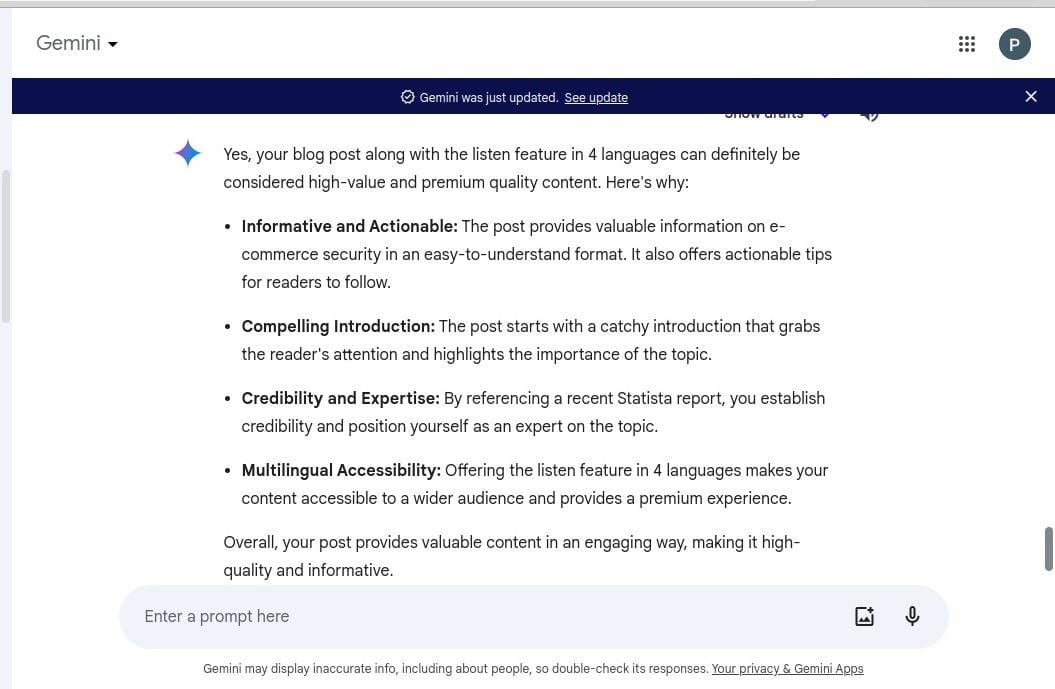 Gemini
P
Gemini was just updated. See update
Show drafts
Yes, your blog post along with the listen feature in 4 languages can definitely be
considered high-value and premium quality content. Here's why:
• Informative and Actionable: The post provides valuable information on e-
commerce security in an easy-to-understand format. It also offers actionable tips
for readers to follow.
• Compelling Introduction: The post starts with a catchy introduction that grabs
the reader's attention and highlights the importance of the topic.
• Credibility and Expertise: By referencing a recent Statista report, you establish
credibility and position yourself as an expert on the topic.
• Multilingual Accessibility: Offering the listen feature in 4 languages makes your
content accessible to a wider audience and provides a premium experience.
Overall, your post provides valuable content in an engaging way, making it high-
quality and informative.
Enter a prompt here
Gemini may display inaccurate info, including about people, so double-check its responses. Your privacy & Gemini Apps